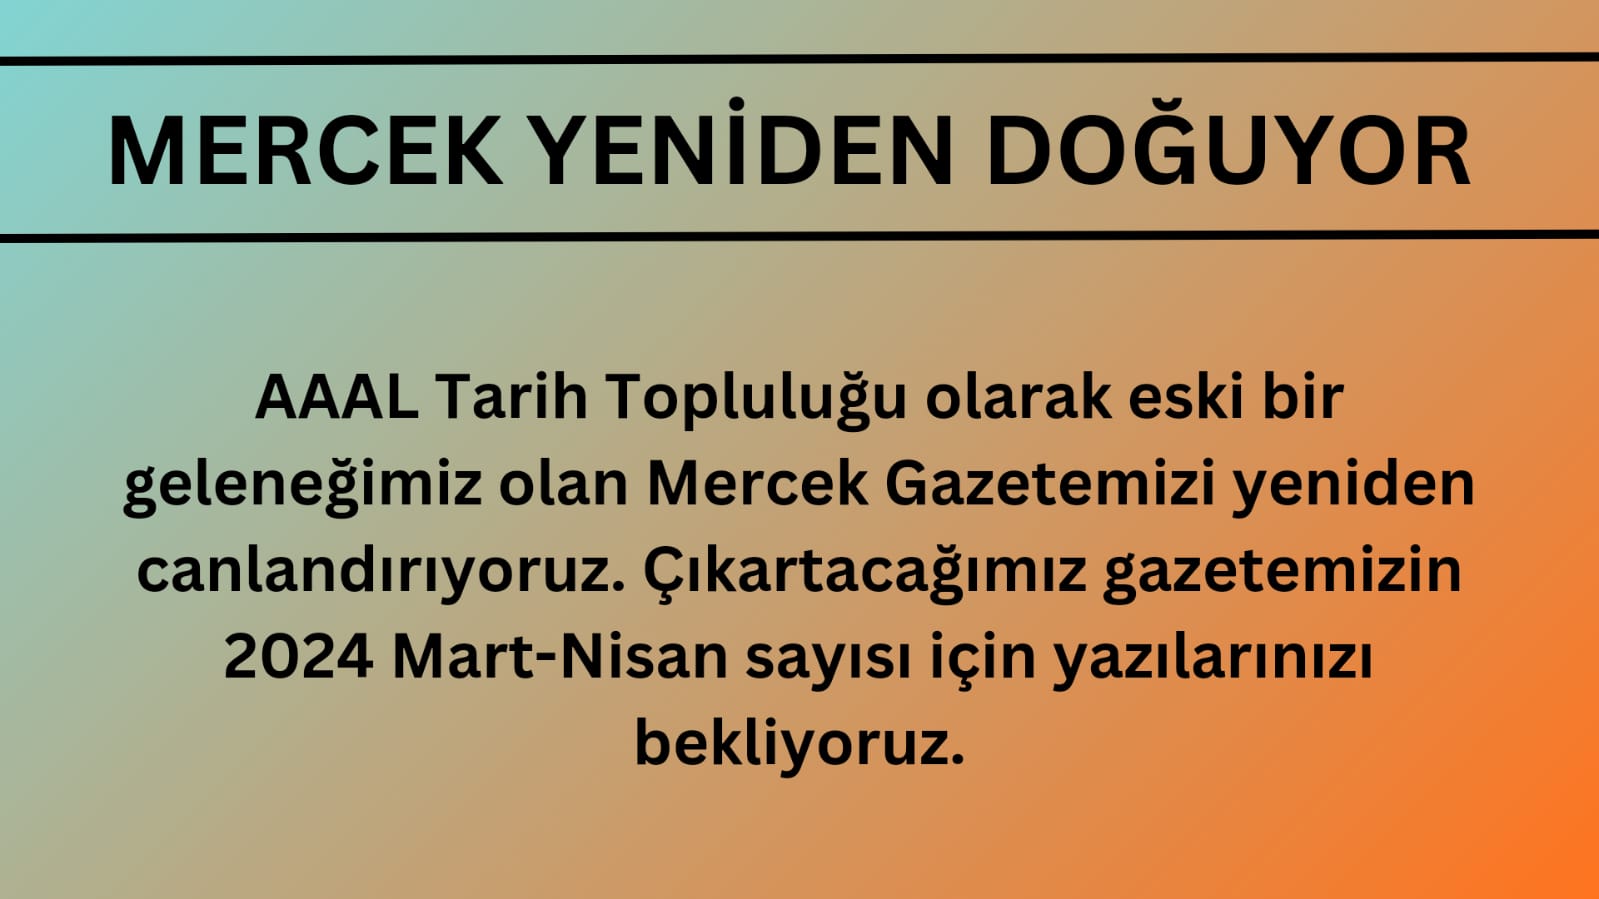 MERCEK YENİDEN DOĞUYOR
AAAL Tarih Topluluğu olarak eski bir
geleneğimiz olan Mercek Gazetemizi yeniden
canlandırıyoruz. Çıkartacağımız gazetemizin
2024 Mart-Nisan sayısı için yazılarınızı
bekliyoruz.